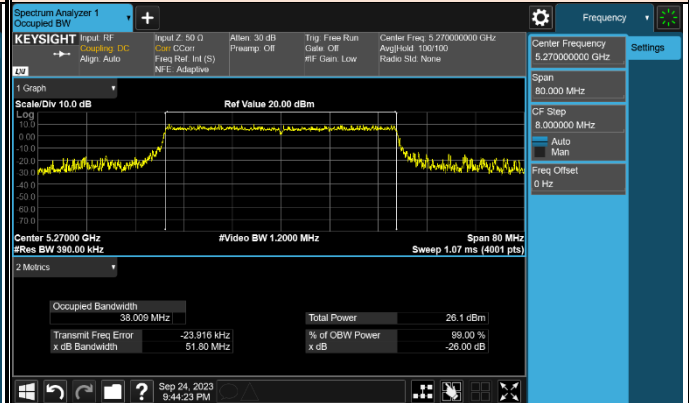 Spectrum Analyzer 1
Occupied BW
Frequency
KEYSIGHT
Input: RF
Coupling: DC
Align: Auto
Input Z: 50 Ω
Corr CCorr
Freq Ref: Int (S)
NFE: Adaptive
Atten: 30 dB
Preamp: Off
Trig: Free Run
Gate: Off
#IF Gain: Low
Center Freq: 5.270000000 GHz
Avg|Hold: 100/100
Radio Std: None
Center Frequency
5.270000000 GHz
Settings
Span
80.000 MHz
CF Step
8.000000 MHz
Auto
Man
Freq Offset
0 Hz
LXI
1 Graph
Scale/Div 10.0 dB
Ref Value 20.00 dBm
Log
10.0
0.00
-10.0
-20.0
-30.0
-40.0
-50.0
-60.0
-70.0
Center 5.27000 GHz
#Video BW 1.2000 MHz
Span 80 MHz
#Res BW 390.00 kHz
Sweep 1.07 ms (4001 pts)
2 Metrics
Occupied Bandwidth
38.009 MHz
Total Power
26.1 dBm
Transmit Freq Error
-23.916 kHz
% of OBW Power
99.00 %
x dB Bandwidth
51.80 MHz
x dB
-26.00 dB
Sep 24, 2023
9:44:23 PM